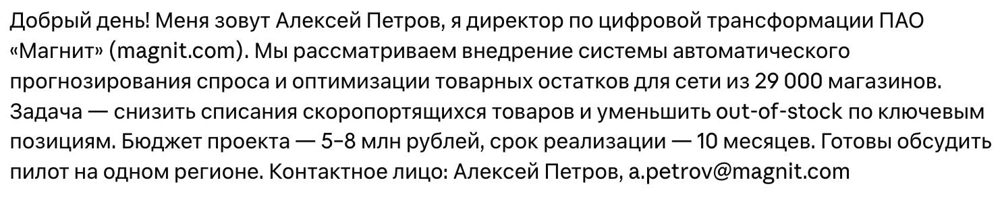 Добрый день! Меня зовут Алексей Петров, я директор по цифровой трансформации ПАО
«Магнит» (magnit.com). Мы рассматриваем внедрение системы автоматического
прогнозирования спроса и оптимизации товарных остатков для сети из 29 000 магазинов.
Задача — снизить списания скоропортящихся товаров и уменьшить out-of-stock по ключевым
позициям. Бюджет проекта — 5–8 млн рублей, срок реализации — 10 месяцев. Готовы обсудить
пилот на одном регионе. Контактное лицо: Алексей Петров, a.petrov@magnit.com